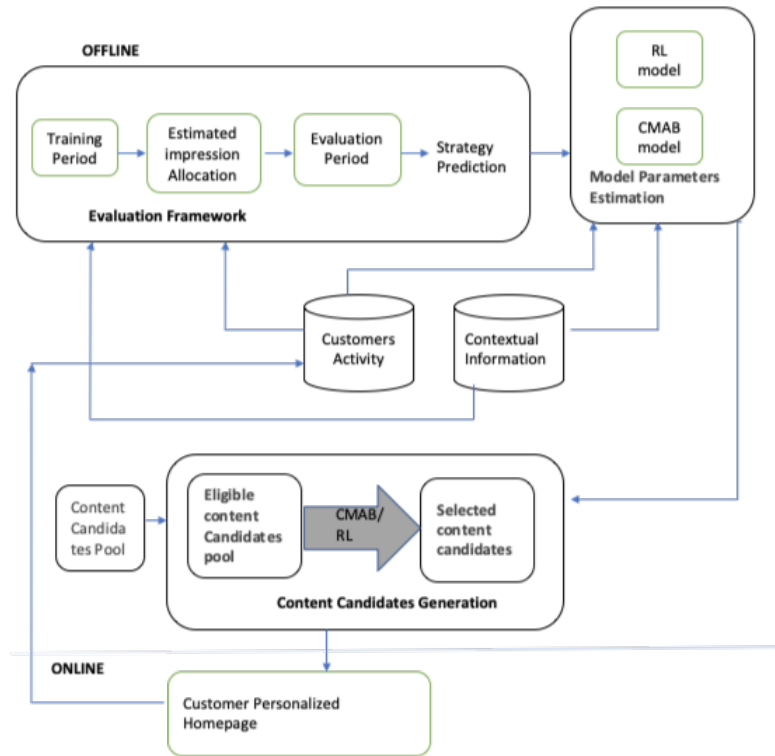 OFFLINE
RL
model
CMAB
model
Model Parameters
Estimation
Training
Period
Estimated
impression
Allocation
Evaluation
Period
Strategy
Prediction
Evaluation Framework
Customers
Activity
Contextual
Information
Content
Candida
tes Pool
Eligible
content
Candidates
pool
CMAB/
RL
Selected
content
candidates
Content Candidates Generation
ONLINE
Customer Personalized
Homepage